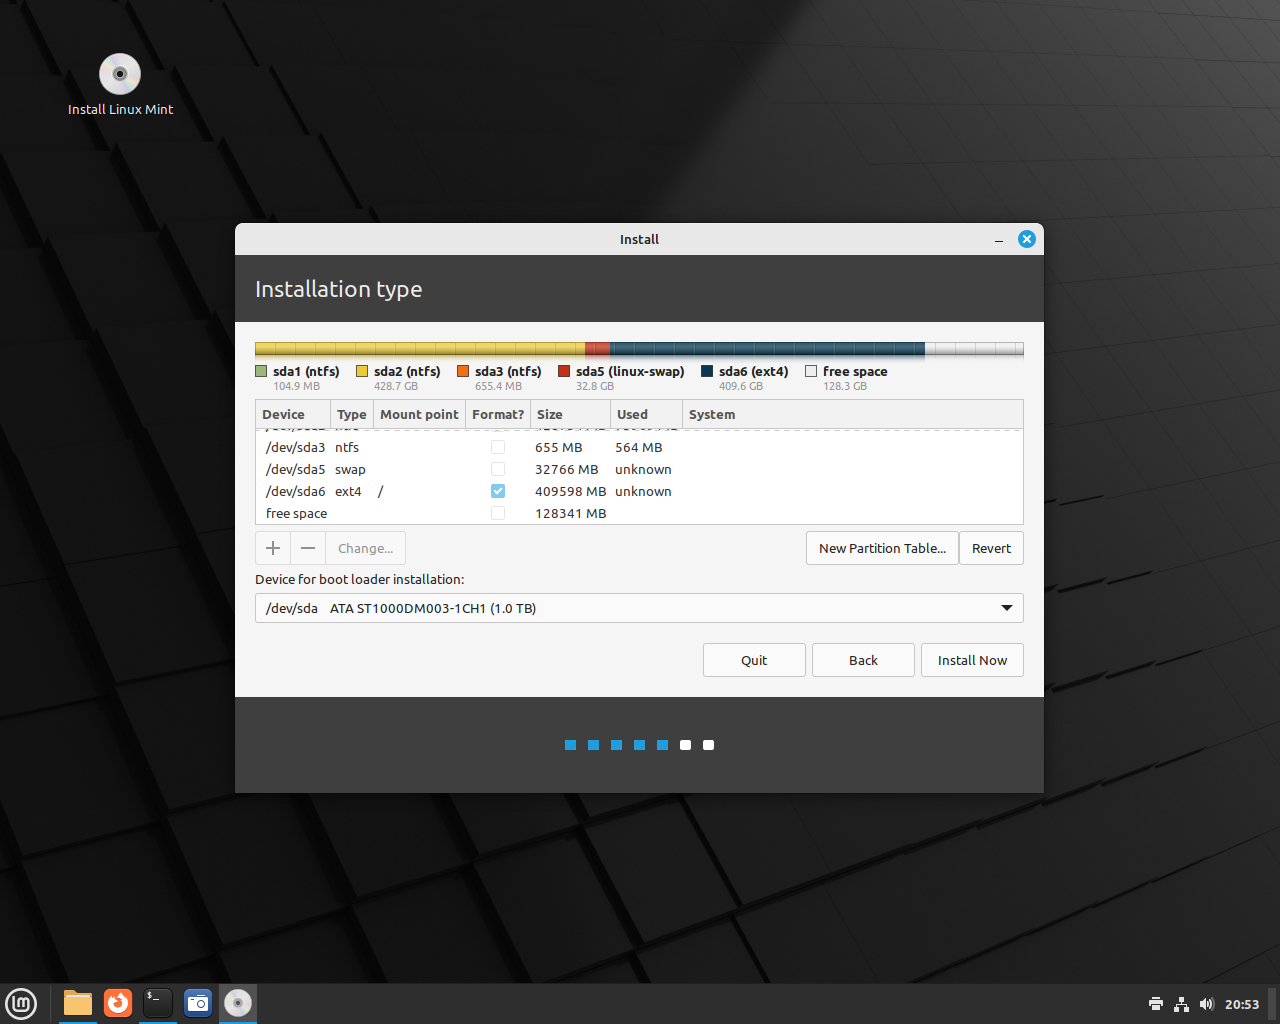 Install Linux Mint
Install
Installation type
sda1 (ntfs) sda2 (ntfs) sda3 (ntfs) sda5 (linux-swap) sda6 (ext4) free space
104.9 MB 428.7 GB 655.4 MB 32.8 GB 409.6 GB 128.3 GB
Device Type Mount point Format? Size Used System
/dev/sda3 ntfs 655 MB 564 MB
/dev/sda5 swap 32766 MB unknown
/dev/sda6 ext4 / 409598 MB unknown
free space 128341 MB
+ − Change... New Partition Table... Revert
Device for boot loader installation:
/dev/sda ATA ST1000DM003-1CH1 (1.0 TB)
Quit Back Install Now
$_ 20:53